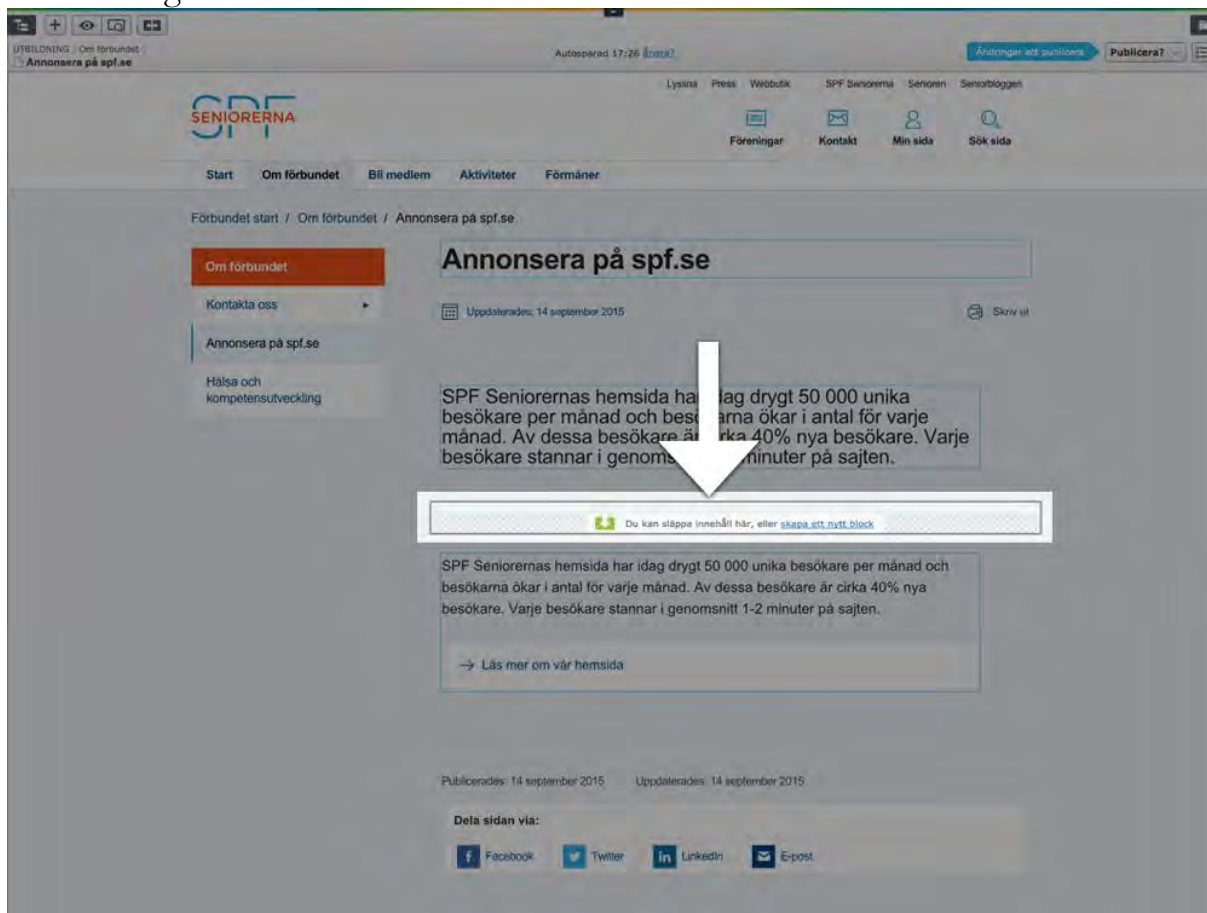 UTBILDNING / Om förbundet
Annonsera på spf.se
Autosparad 17:26 Ångra?
Ändringar att publicera
Publicera?
Lyssna Press Webbutik SPF Seniorerna Senioren Seniorbloggen
SPF
SENIORERNA
Föreningar Kontakt Min sida Sök sida
Start Om förbundet Bli medlem Aktiviteter Förmåner
Förbundet start / Om förbundet / Annonsera på spf.se
Om förbundet
Kontakta oss
Annonsera på spf.se
Hälsa och
kompetensutveckling
Annonsera på spf.se
Uppdaterades: 14 september 2015
Skriv ut
SPF Seniorernas hemsida har dag drygt 50 000 unika
besökare per månad och besökarna ökar i antal för varje
månad. Av dessa besökare är cirka 40% nya besökare. Varje
besökare stannar i genoms minuter på sajten.
Du kan släppa innehåll här, eller skapa ett nytt block
SPF Seniorernas hemsida har idag drygt 50 000 unika besökare per månad och
besökarna ökar i antal för varje månad. Av dessa besökare är cirka 40% nya
besökare. Varje besökare stannar i genomsnitt 1-2 minuter på sajten.
→ Läs mer om vår hemsida
Publicerades: 14 september 2015 Uppdaterades: 14 september 2015
Dela sidan via:
Facebook Twitter LinkedIn E-post